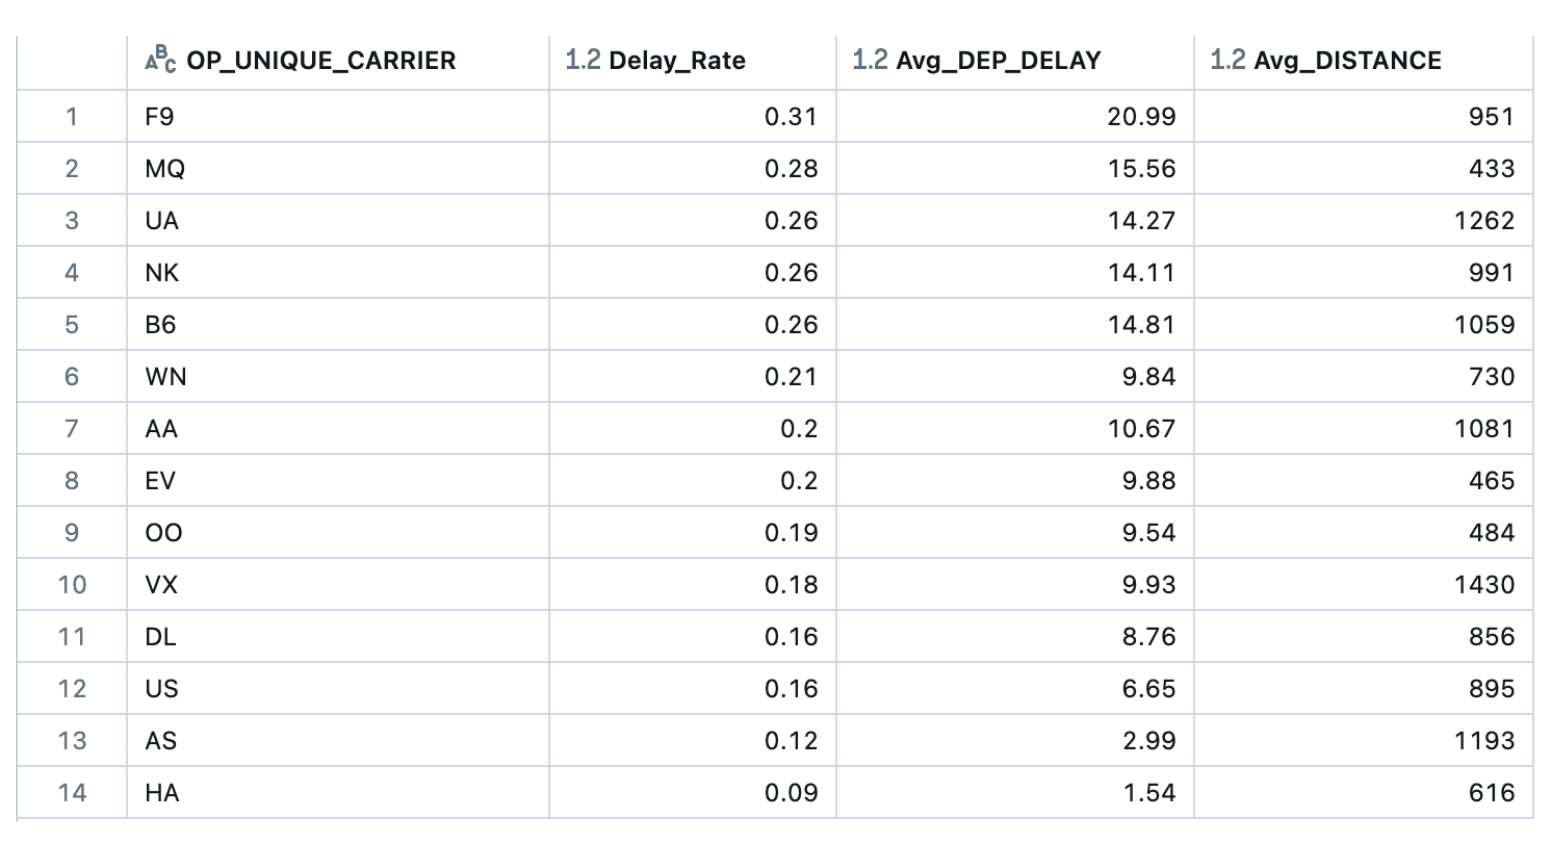 ABC OP_UNIQUE_CARRIER 1.2 Delay_Rate 1.2 Avg_DEP_DELAY 1.2 Avg_DISTANCE
1 F9 0.31 20.99 951
2 MQ 0.28 15.56 433
3 UA 0.26 14.27 1262
4 NK 0.26 14.11 991
5 B6 0.26 14.81 1059
6 WN 0.21 9.84 730
7 AA 0.2 10.67 1081
8 EV 0.2 9.88 465
9 OO 0.19 9.54 484
10 VX 0.18 9.93 1430
11 DL 0.16 8.76 856
12 US 0.16 6.65 895
13 AS 0.12 2.99 1193
14 HA 0.09 1.54 616